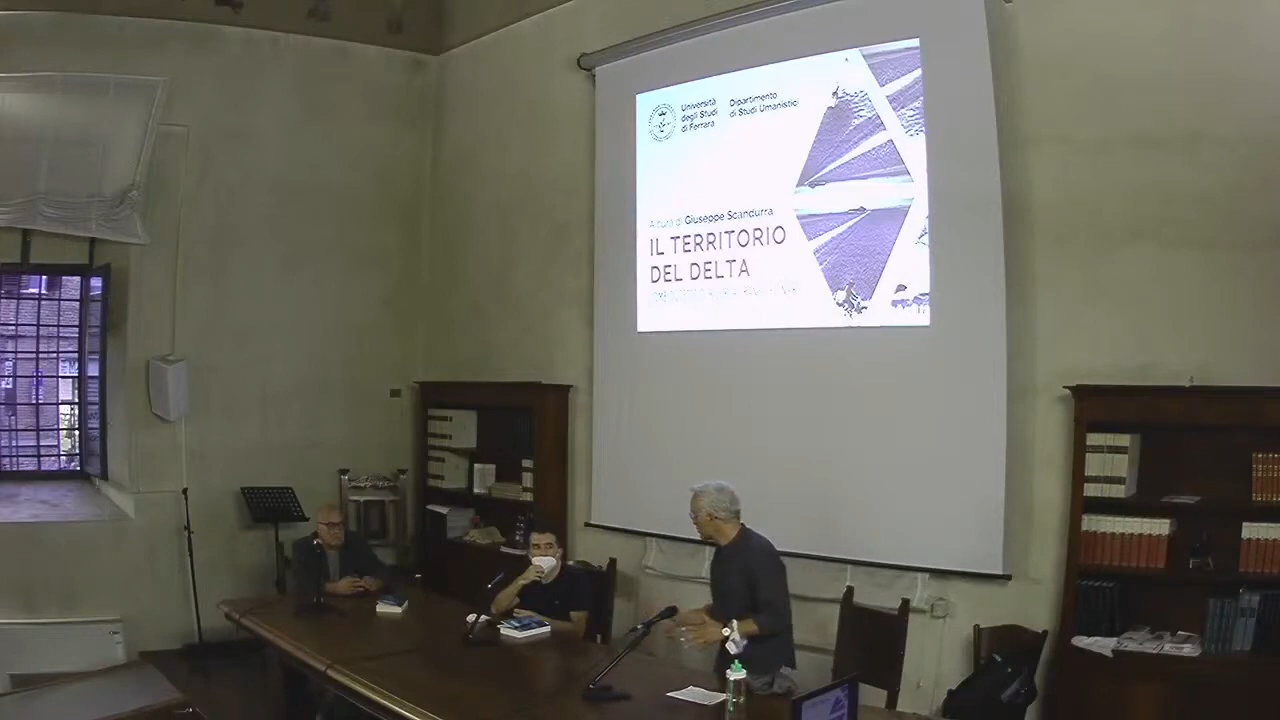 Università
degli Studi
di Ferrara
Dipartimento
di Studi Umanistici
A cura di Giuseppe Scandurra
IL TERRITORIO
DEL DELTA